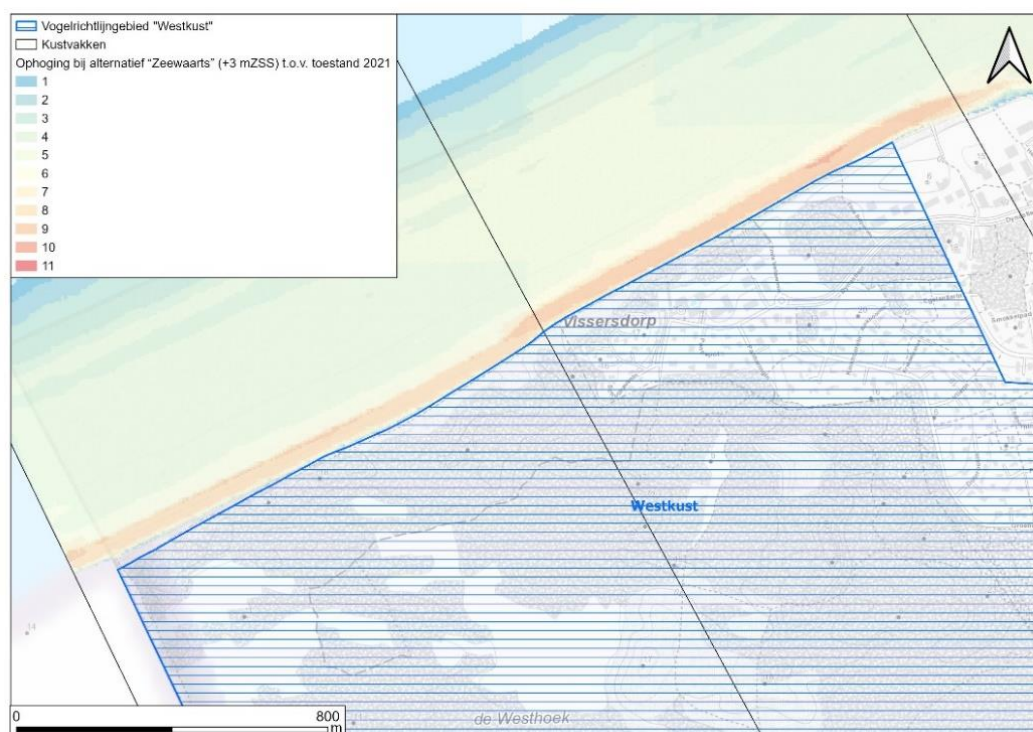 Vogelrichtlijngebied "Westkust"
Kustvakken
Ophoging bij alternatief “Zeewaarts” (+3 mZSS) t.o.v. toestand 2021
1
2
3
4
5
6
7
8
9
10
11
Vissersdorp
Westkust
14
de Westhoek
0
800
m